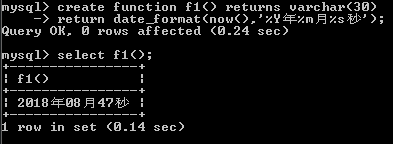 mysql> create function f1() returns varchar(30)
    -> return date_format(now(),'%Y年%m月%s秒');
Query OK, 0 rows affected (0.24 sec)
mysql> select f1();
+----------------+
| f1()           |
+----------------+
| 2018年08月47秒 |
+----------------+
1 row in set (0.14 sec)